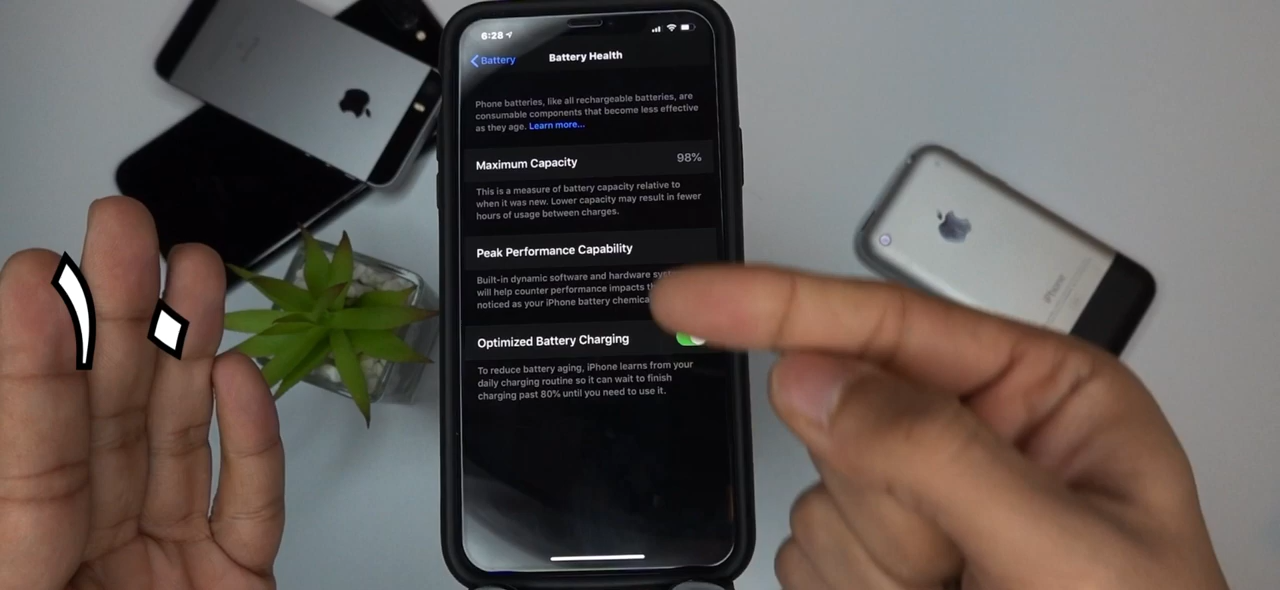 6:28
Battery
Battery Health
Phone batteries, like all rechargeable batteries, are
consumable components that become less effective
as they age. Learn more...
Maximum Capacity 98%
This is a measure of battery capacity relative to
when it was new. Lower capacity may result in fewer
hours of usage between charges.
Peak Performance Capability
Built-in dynamic software and hardware
will help counter performance impacts
noticed as your iPhone battery
Optimized Battery Charging
To reduce battery aging, iPhone learns from your
daily charging routine so it can wait to finish
charging past 80% until you need to use it.
١٠
iPhone